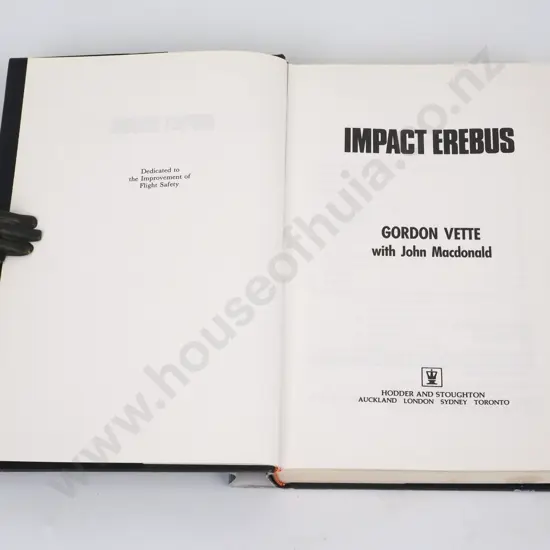 Dedicated to
the Improvement of
Flight Safety
IMPACT EREBUS
GORDON VETTE
with John Macdonald
HODDER AND STOUGHTON
AUCKLAND LONDON SYDNEY TORONTO
www.houseofhuia.co.nz